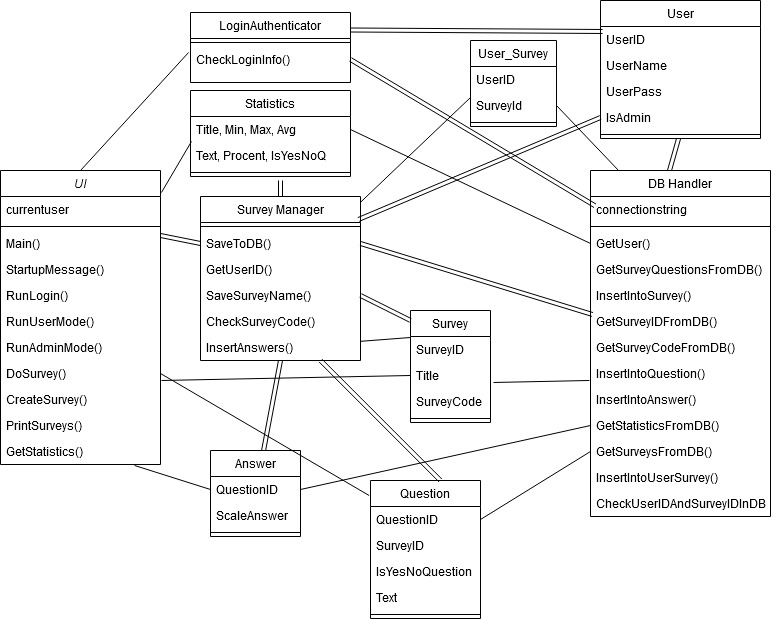 LoginAuthenticator
CheckLoginInfo()
User
UserID
UserName
UserPass
IsAdmin
User_Survey
UserID
SurveyId
Statistics
Title, Min, Max, Avg
Text, Procent, IsYesNoQ
UI
currentuser
Main()
StartupMessage()
RunLogin()
RunUserMode()
RunAdminMode()
DoSurvey()
CreateSurvey()
PrintSurveys()
GetStatistics()
Survey Manager
SaveToDB()
GetUserID()
SaveSurveyName()
CheckSurveyCode()
InsertAnswers()
DB Handler
connectionstring
GetUser()
GetSurveyQuestionsFromDB()
InsertIntoSurvey()
GetSurveyIDFromDB()
GetSurveyCodeFromDB()
InsertIntoQuestion()
InsertIntoAnswer()
GetStatisticsFromDB()
GetSurveysFromDB()
InsertIntoUserSurvey()
CheckUserIDAndSurveyIDInDB
Survey
SurveyID
Title
SurveyCode
Answer
QuestionID
ScaleAnswer
Question
QuestionID
SurveyID
IsYesNoQuestion
Text